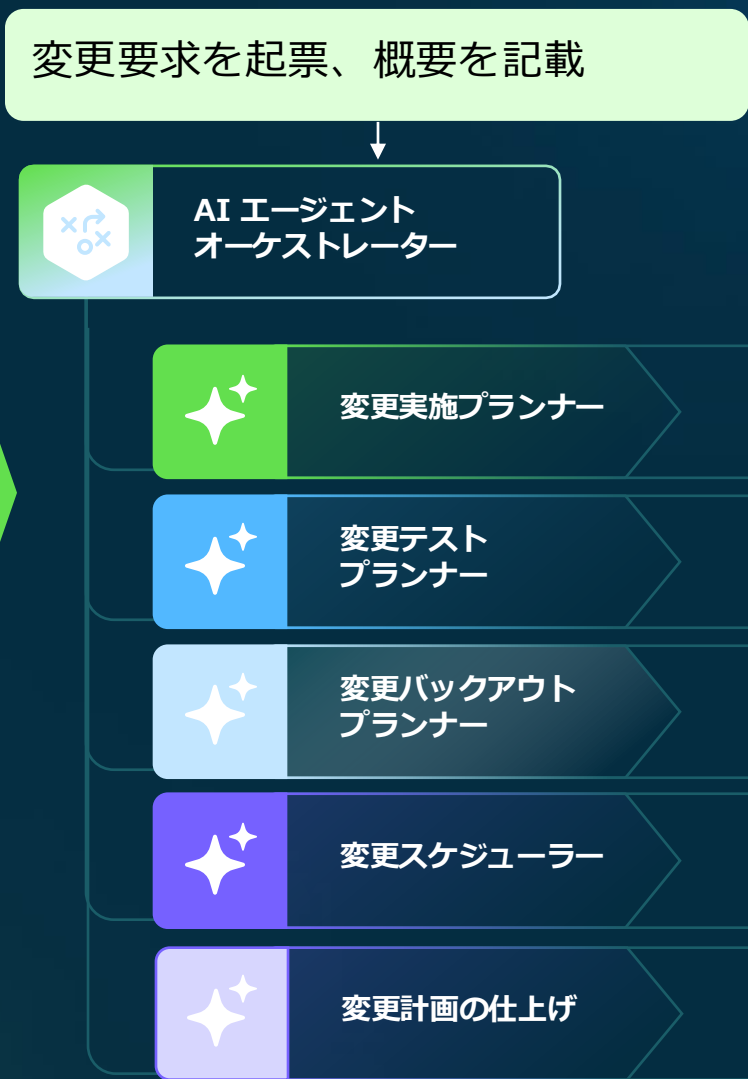 変更要求を起票、概要を記載
AI エージェント
オーケストレーター
変更実施プランナー
変更テスト
プランナー
変更バックアウト
プランナー
変更スケジューラー
変更計画の仕上げ